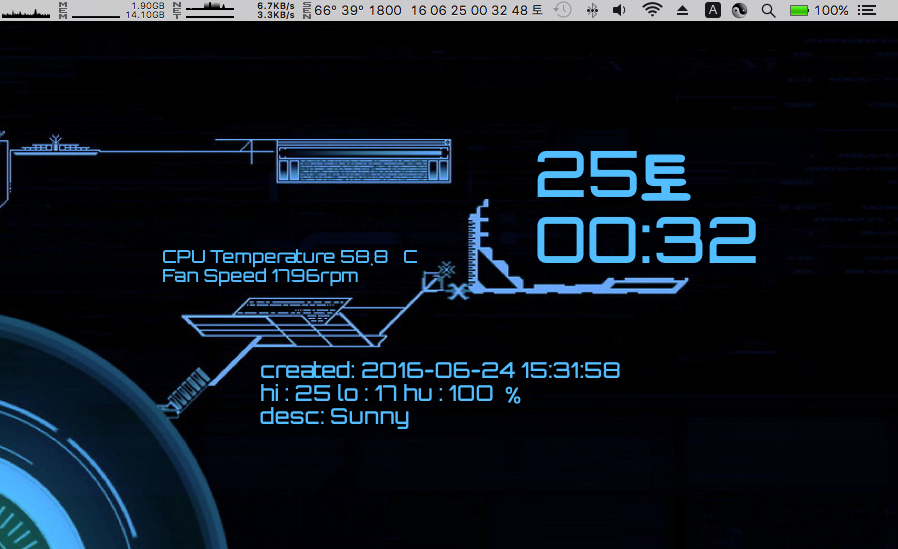 MEM 1.90GB 14.10GB NET 6.7KB/s 3.3KB/s SEN 66° 39° 1800 16 06 25 00 32 48 토 A 100%
25토
00:32
CPU Temperature 58.8 C
Fan Speed 1796rpm
created: 2016-06-24 15:31:58
hi : 25 lo : 17 hu : 100 %
desc: Sunny